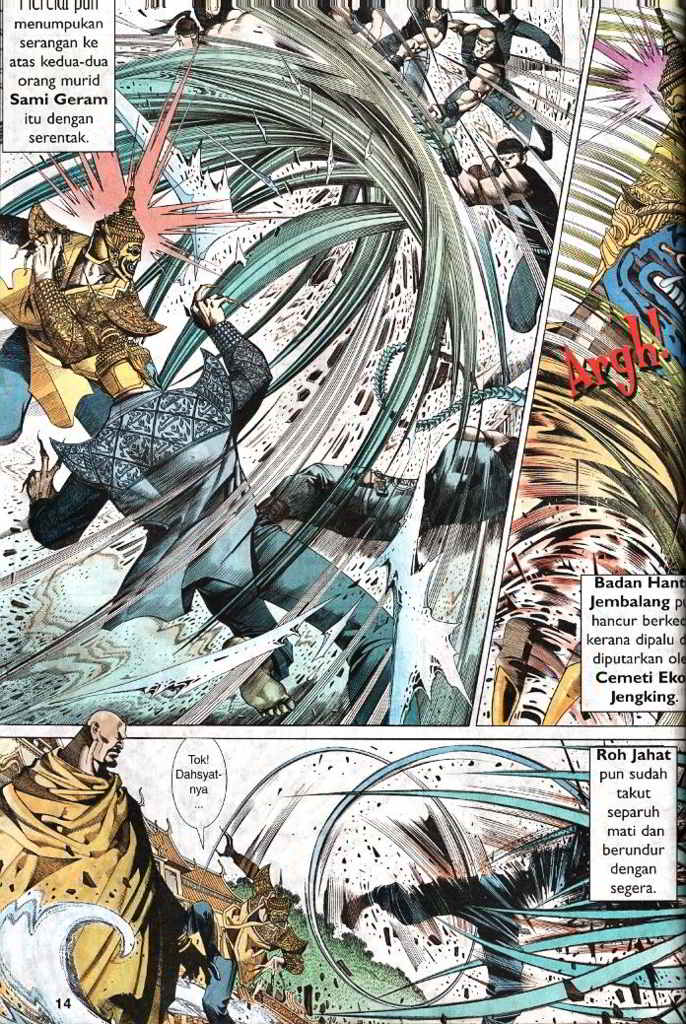 pun
menumpukan
serangan ke
atas kedua-dua
orang murid
Sami Geram
itu dengan
serentak.
Argh!
Badan Hant
Jembalang
hancur berke
kerana dipalu d
diputarkan ole
Cemeti Eko
Jengking.
Tok!
Dahsyat-
nya
...
Roh Jahat
pun sudah
takut
separuh
mati dan
berundur
dengan
segera.
14